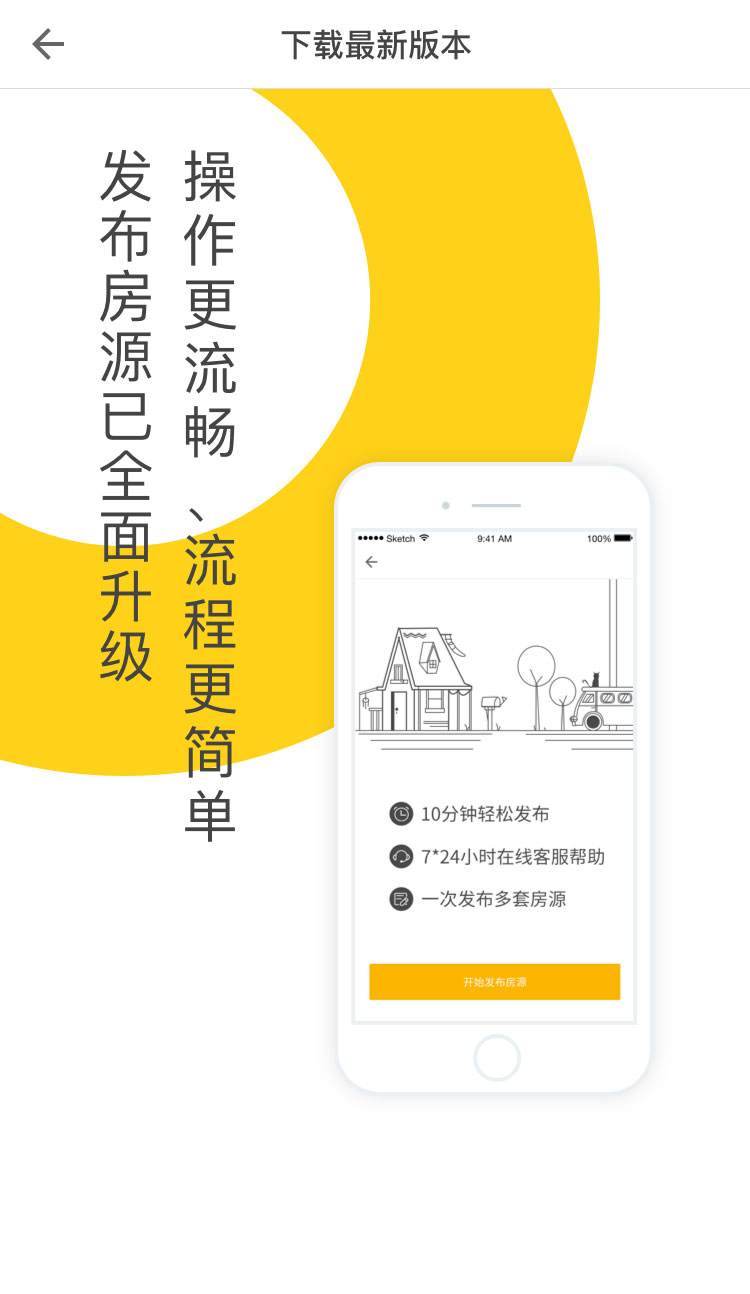 下载最新版本
发布房源已全面升级
操作更流畅、流程更简单
Sketch 9:41 AM 100%
10分钟轻松发布
7*24小时在线客服帮助
一次发布多套房源
开始发布房源